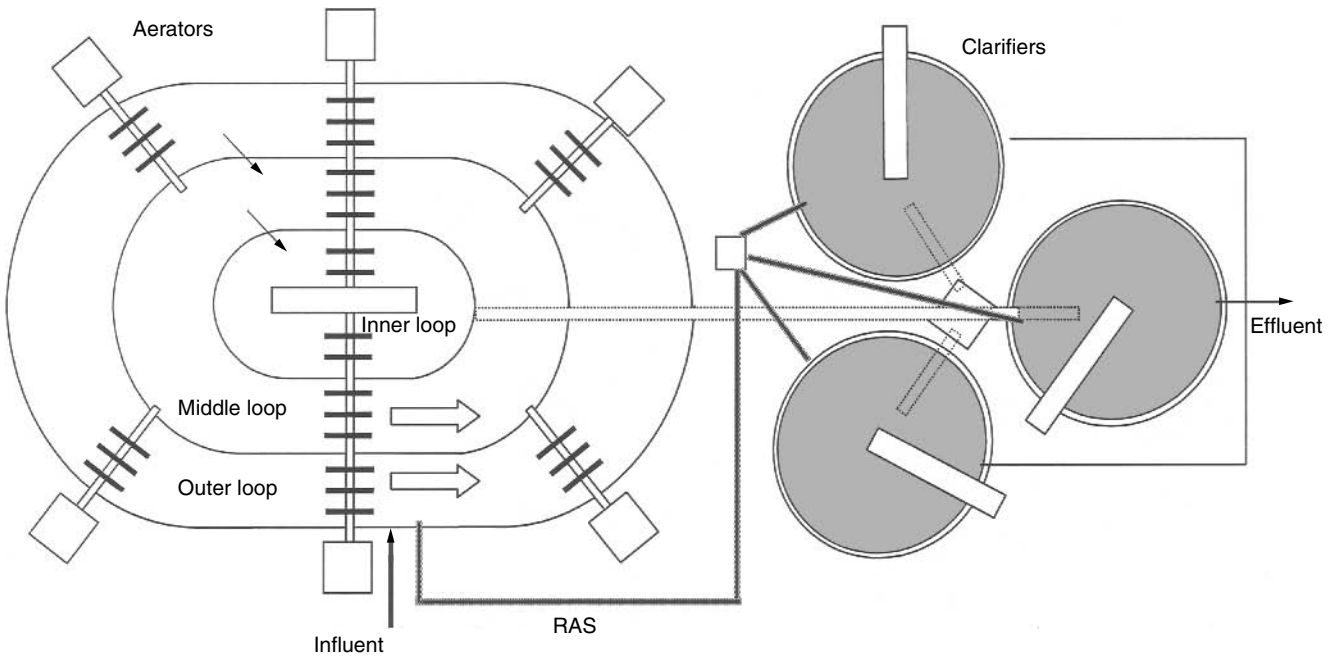 Aerators
Clarifiers
Inner loop
Effluent
Middle loop
Outer loop
RAS
Influent